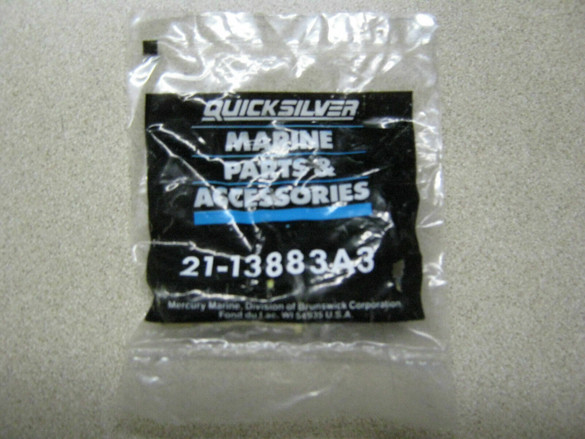 QUICKSILVER
MARINE
PARTS &
ACCESSORIES
21-13883A3
Mercury Marine, Division of Brunswick Corporation
Fond du Lac, WI 54935 U.S.A